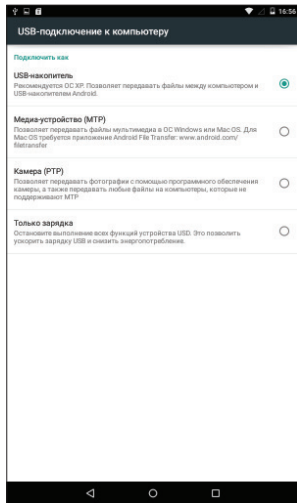 16:56
USB-подключение к компьютеру
Подключить как
USB-накопитель
Рекомендуется ОС XP. Позволяет передавать файлы между компьютером и
USB-накопителем Android.
Медиа-устройство (MTP)
Позволяет передавать файлы мультимедиа в ОС Windows или Mac OS. Для
Mac OS требуется приложение Android File Transfer: www.android.com/
filetransfer
Камера (PTP)
Позволяет передавать фотографии с помощью программного обеспечения
камеры, а также передавать любые файлы на компьютеры, которые не
поддерживают MTP
Только зарядка
Остановите выполнение всех функций устройства USD. Это позволить
ускорить зарядку USB и снизить энергопотребление.